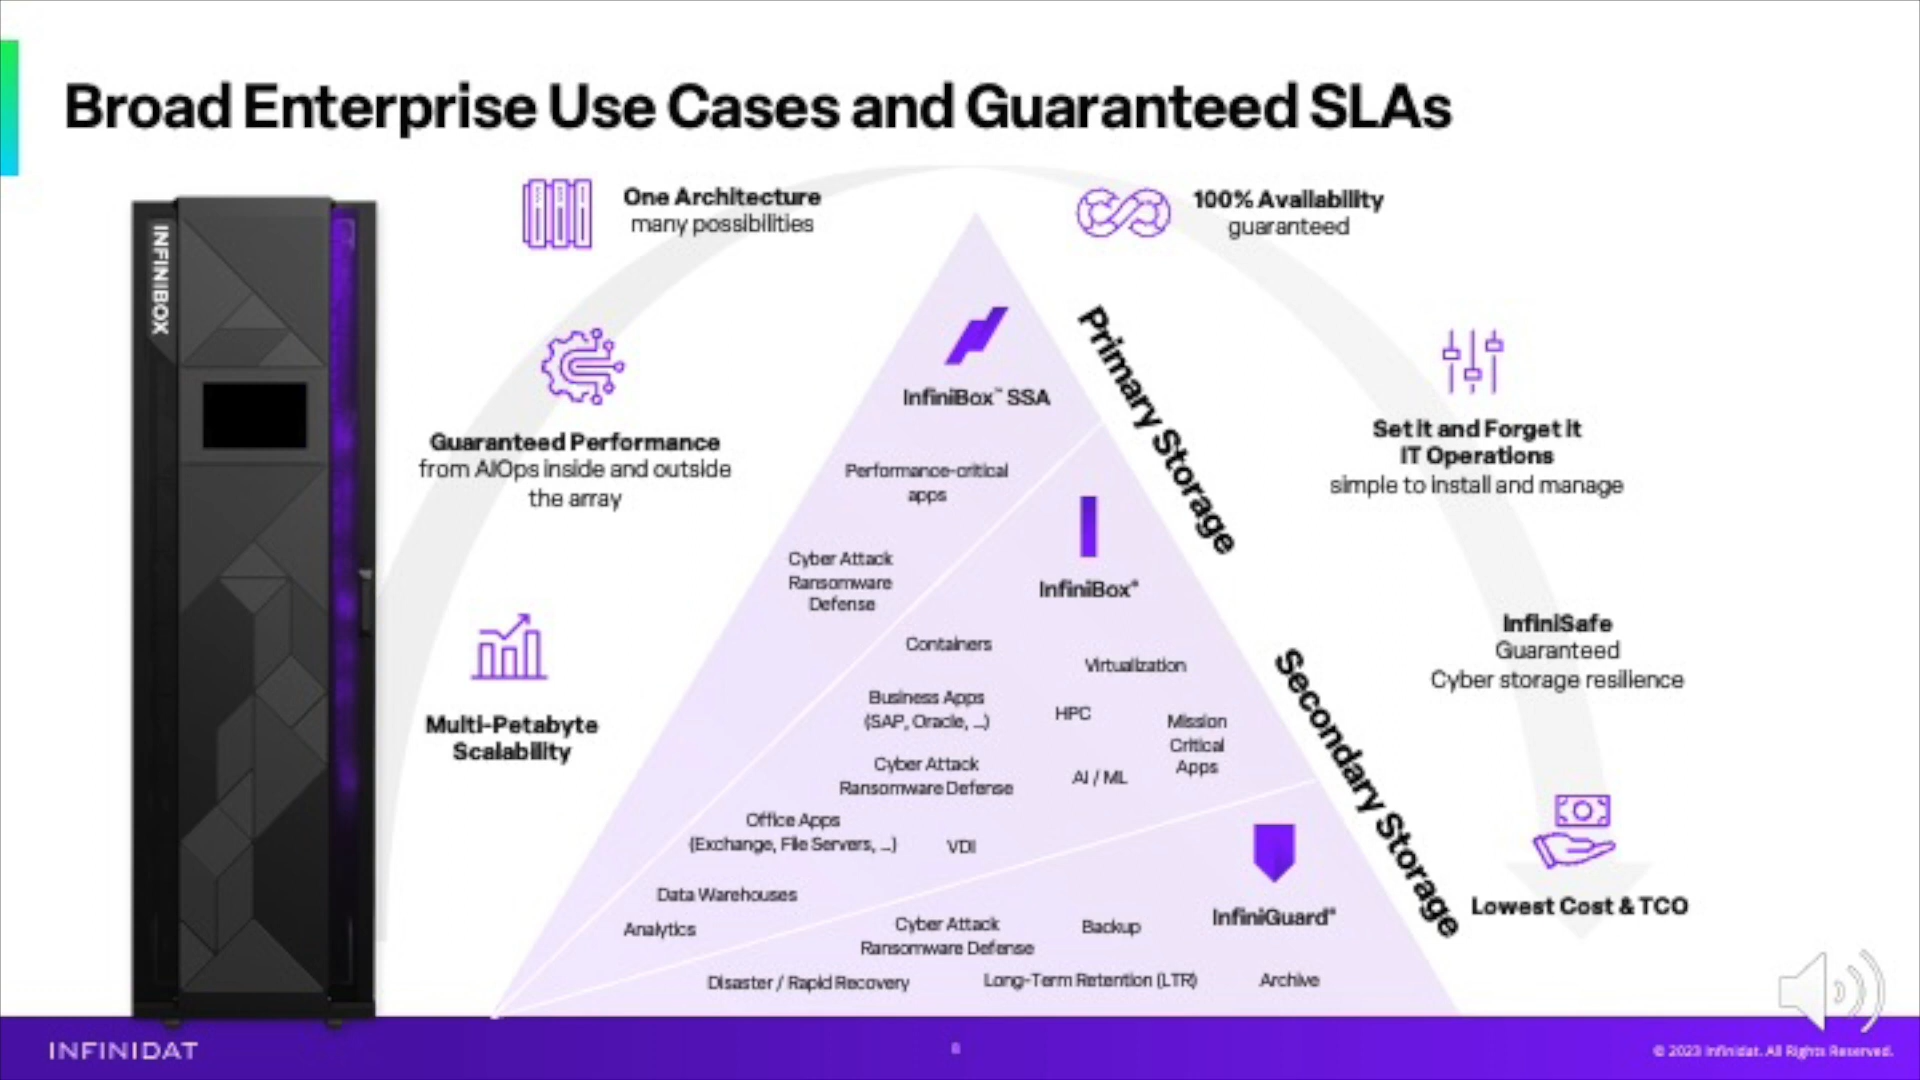 Broad Enterprise Use Cases and Guaranteed SLAs
INFINIBOX
One Architecture
many possibilities
100% Availability
guaranteed
Guaranteed Performance
from AIOps inside and outside
the array
Set it and Forget it
IT Operations
simple to install and manage
Multi-Petabyte
Scalability
InfiniSafe
Guaranteed
Cyber storage resilience
Lowest Cost & TCO
Primary Storage
Secondary Storage
InfiniBox™ SSA
Performance-critical
apps
Cyber Attack
Ransomware
Defense
InfiniBox®
Containers
Virtualization
Business Apps
(SAP, Oracle, ...)
HPC
Mission
Critical
Apps
Cyber Attack
Ransomware Defense
AI / ML
Office Apps
(Exchange, File Servers, ...)
VDI
Data Warehouses
Analytics
InfiniGuard®
Cyber Attack
Ransomware Defense
Backup
Disaster / Rapid Recovery
Long-Term Retention (LTR)
Archive
INFINIDAT
© 2023 Infinidat. All Rights Reserved.